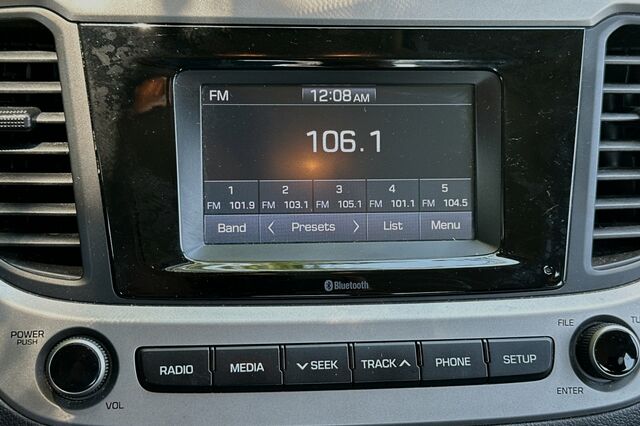 FM 12:08 AM
106.1
1 2 3 4 5
FM 101.9 FM 103.1 FM 105.1 FM 101.1 FM 104.5
Band < Presets > List Menu
Bluetooth
POWER
PUSH
VOL
RADIO MEDIA SEEK TRACK PHONE SETUP
FILE
ENTER